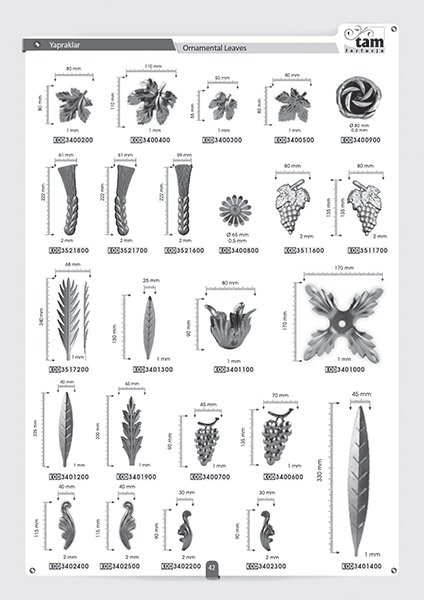 Yapraklar
Ornamental Leaves
tam
ferforje
60 mm
80 mm
1 mm
COD 3400200
110 mm
110 mm
1 mm
COD 3400400
50 mm
55 mm
1 mm
COD 3400300
80 mm
80 mm
1 mm
COD 3400500
Ø 80 mm
0,5 mm
COD 3400900
61 mm
222 mm
2 mm
COD 3521800
61 mm
222 mm
2 mm
COD 3521700
59 mm
222 mm
2 mm
COD 3521600
Ø 65 mm
0,5 mm
COD 3400800
80 mm
135 mm
2 mm
COD 3511600
80 mm
135 mm
2 mm
COD 3511700
68 mm
340 mm
1 mm
COD 3517200
25 mm
150 mm
1 mm
COD 3401300
80 mm
90 mm
1 mm
COD 3401100
170 mm
170 mm
1 mm
COD 3401000
40 mm
1 mm
COD 3401200
65 mm
200 mm
1 mm
COD 3401900
45 mm
90 mm
1 mm
COD 3400700
70 mm
135 mm
1 mm
COD 3400600
45 mm
330 mm
1 mm
COD 3401400
40 mm
115 mm
2 mm
COD 3402400
40 mm
115 mm
2 mm
COD 3402500
30 mm
90 mm
2 mm
COD 3402200
30 mm
90 mm
2 mm
COD 3402300
42